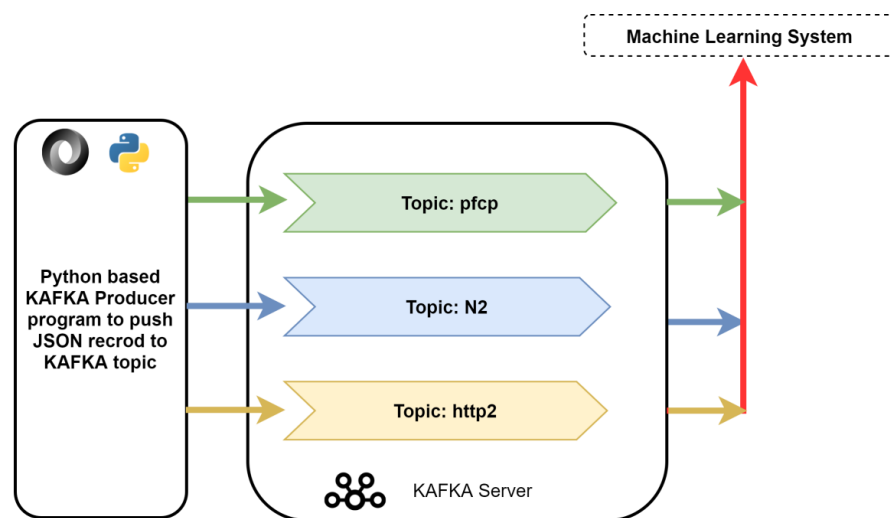 Machine Learning System
Topic: pfcp
Python based
KAFKA Producer
program to push
JSON recrod to
KAFKA topic
Topic: N2
Topic: http2
KAFKA Server